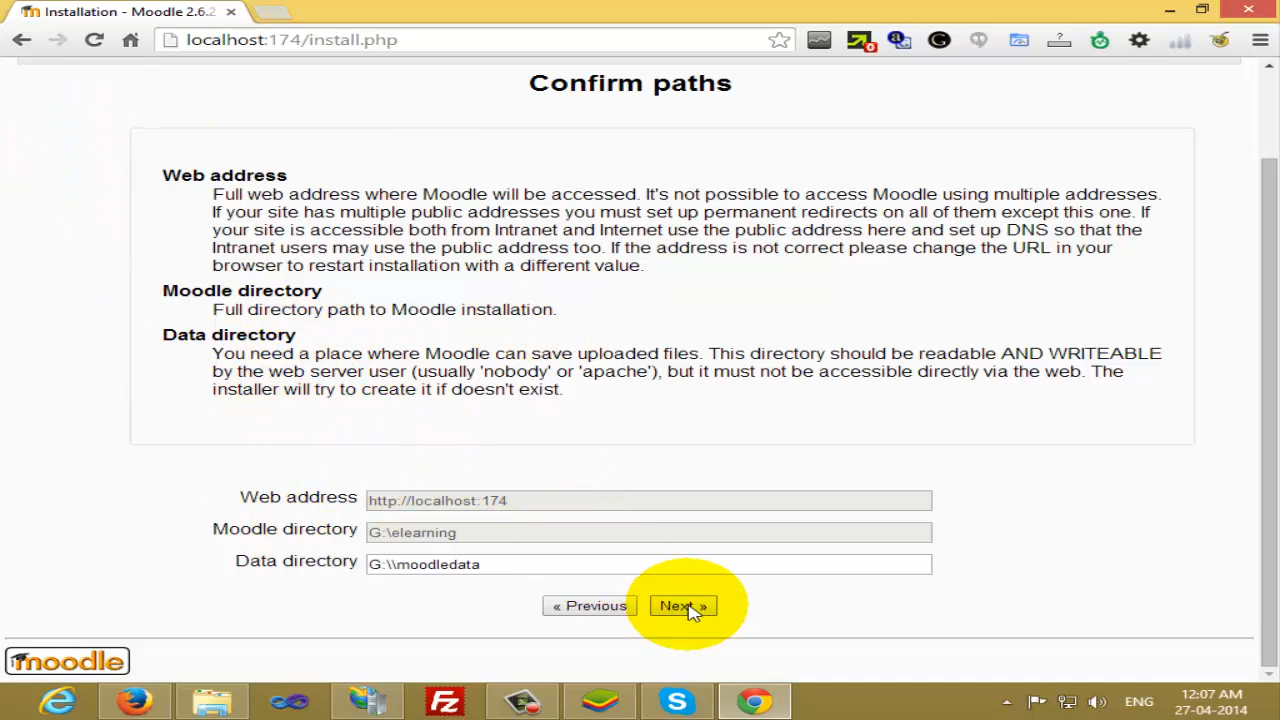 Installation - Moodle 2.6.2
localhost:174/install.php
Confirm paths
Web address
Full web address where Moodle will be accessed. It's not possible to access Moodle using multiple addresses.
If your site has multiple public addresses you must set up permanent redirects on all of them except this one. If
your site is accessible both from Intranet and Internet use the public address here and set up DNS so that the
Intranet users may use the public address too. If the address is not correct please change the URL in your
browser to restart installation with a different value.
Moodle directory
Full directory path to Moodle installation.
Data directory
You need a place where Moodle can save uploaded files. This directory should be readable AND WRITEABLE
by the web server user (usually 'nobody' or 'apache'), but it must not be accessible directly via the web. The
installer will try to create it if doesn't exist.
Web address http://localhost:174
Moodle directory G:\elearning
Data directory G:\\moodledata
« Previous Next »
moodle
ENG
12:07 AM
27-04-2014